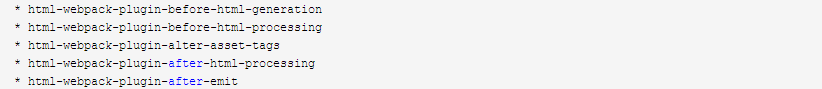 * html-webpack-plugin-before-html-generation
* html-webpack-plugin-before-html-processing
* html-webpack-plugin-alter-asset-tags
* html-webpack-plugin-after-html-processing
* html-webpack-plugin-after-emit